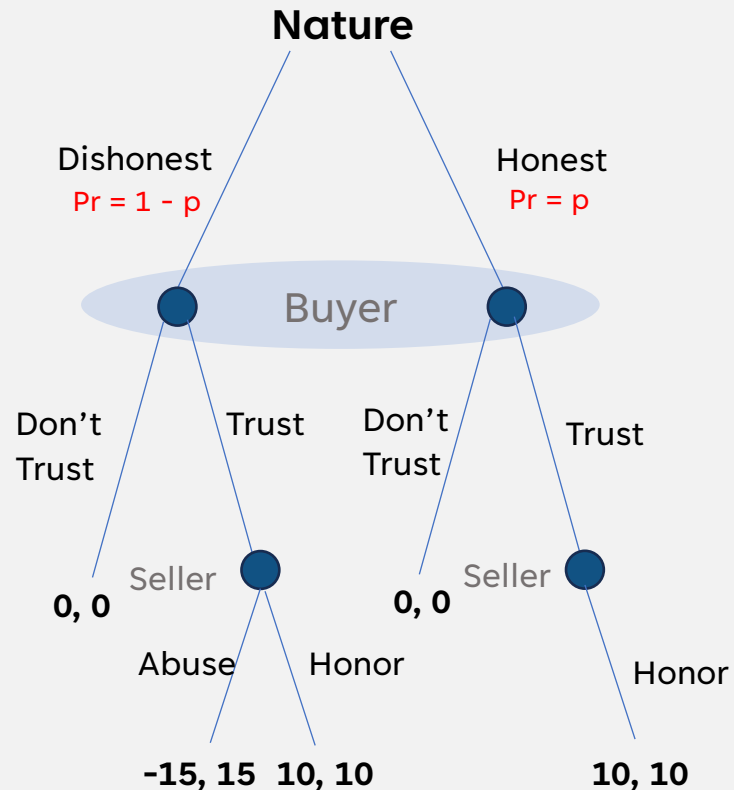 Nature
Dishonest
Pr = 1 - p
Honest
Pr = p
Buyer
Don’t
Trust
Trust
Don’t
Trust
Trust
Seller
0, 0
Seller
0, 0
Abuse
Honor
Honor
-15, 15
10, 10
10, 10